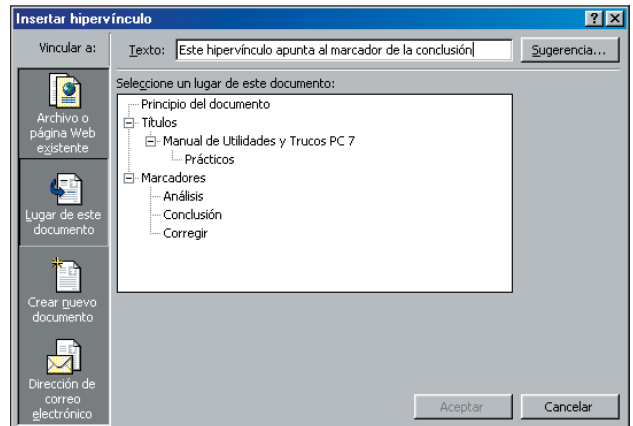 Insertar hipervínculo
Vincular a:
Texto: Este hipervínculo apunta al marcador de la conclusión
Sugerencia...
Archivo o
página Web
existente
Lugar de este
documento
Crear nuevo
documento
Dirección de
correo
electrónico
Seleccione un lugar de este documento:
Principio del documento
Títulos
Manual de Utilidades y Trucos PC 7
Prácticos
Marcadores
Análisis
Conclusión
Corregir
Aceptar
Cancelar